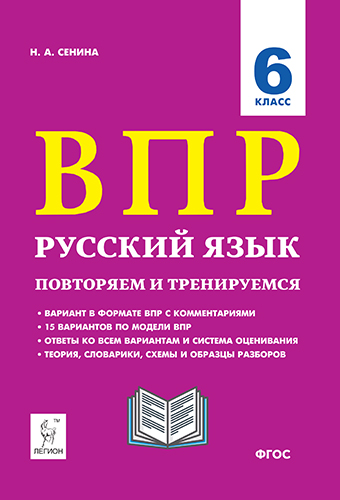 Н. А. СЕНИНА
6
КЛАСС
ВПР
РУССКИЙ ЯЗЫК
ПОВТОРЯЕМ И ТРЕНИРУЕМСЯ
• ВАРИАНТ В ФОРМАТЕ ВПР С КОММЕНТАРИЯМИ
• 15 ВАРИАНТОВ ПО МОДЕЛИ ВПР
• ОТВЕТЫ КО ВСЕМ ВАРИАНТАМ И СИСТЕМА ОЦЕНИВАНИЯ
• ТЕОРИЯ, СЛОВАРИКИ, СХЕМЫ И ОБРАЗЦЫ РАЗБОРОВ
TM
ЛЕГИОН
ФГОС